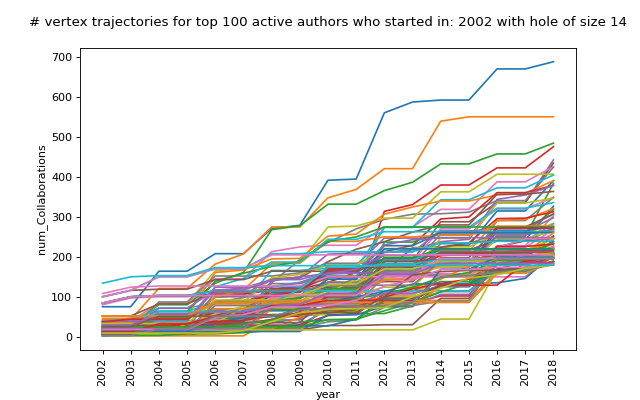 # vertex trajectories for top 100 active authors who started in: 2002 with hole of size 14
700
600
500
400
300
200
100
0
num_Collaborations
2002 2003 2004 2005 2006 2007 2008 2009 2010 2011 2012 2013 2014 2015 2016 2017 2018
year